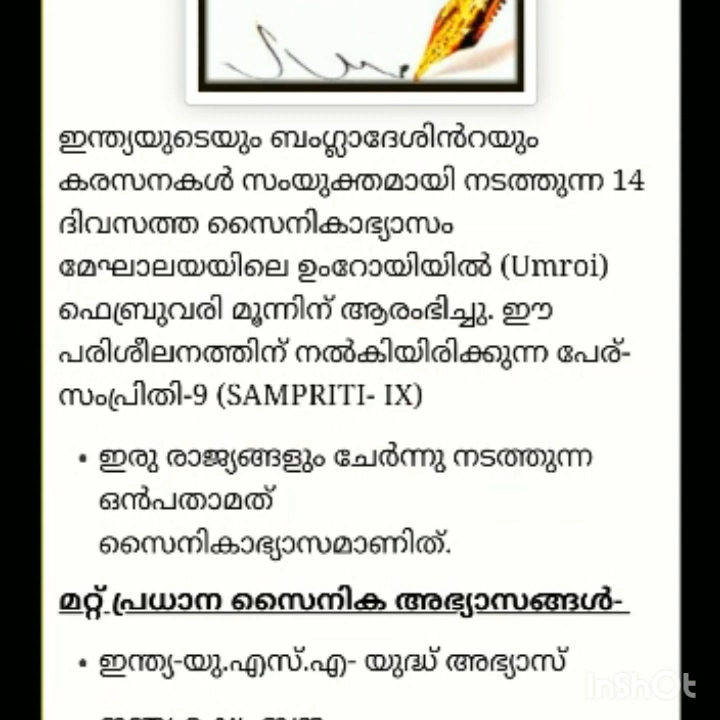 ഇന്ത്യയുടെയും ബംഗ്ലാദേശിൻറയും
കരസനകൾ സംയുക്തമായി നടത്തുന്ന 14
ദിവസത്ത സൈനികാഭ്യാസം
മേഘാലയയിലെ ഉംറോയിയിൽ (Umroi)
ഫെബ്രുവരി മൂന്നിന് ആരംഭിച്ചു. ഈ
പരിശീലനത്തിന് നൽകിയിരിക്കുന്ന പേര്-
സംപ്രിതി-9 (SAMPRITI- IX)
• ഇരു രാജ്യങ്ങളും ചേർന്നു നടത്തുന്ന
ഒൻപതാമത്
സൈനികാഭ്യാസമാണിത്.
മറ്റ് പ്രധാന സൈനിക അഭ്യാസങ്ങൾ-
• ഇന്ത്യ-യു.എസ്.എ- യുദ്ധ് അഭ്യാസ്
InShOt